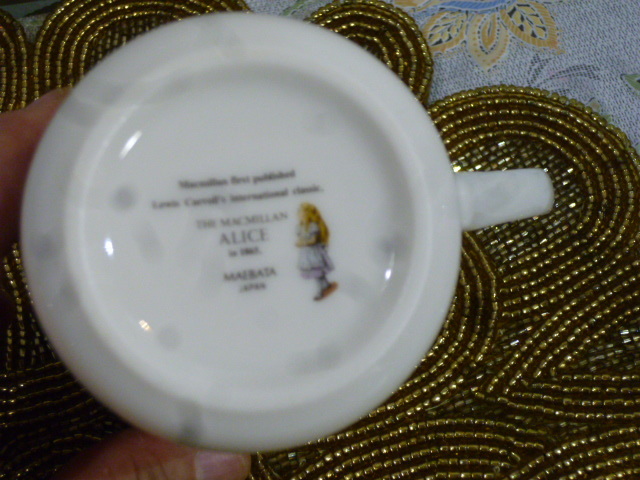 Macmillan first published
Lewis Carroll's international classic,
THE MACMILLAN
ALICE
in 1865.
MAEBATA
JAPAN